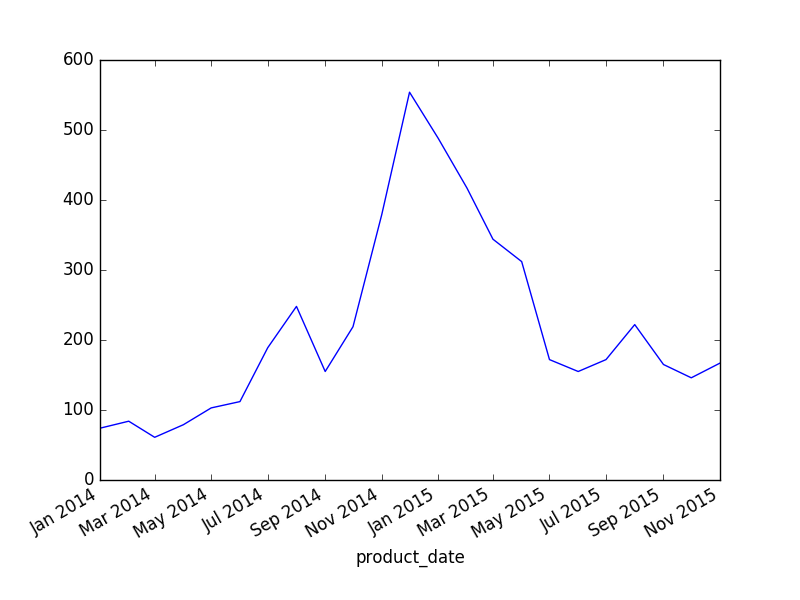 600
500
400
300
200
100
0
Jan 2014
Mar 2014
May 2014
Jul 2014
Sep 2014
Nov 2014
Jan 2015
Mar 2015
May 2015
Jul 2015
Sep 2015
Nov 2015
product_date